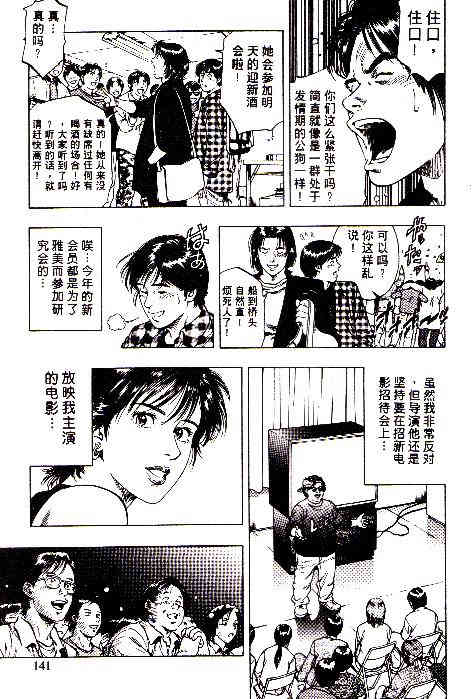 住口，
住口！
你们这么紧张干吗？
简直就像是一群处于
发情期的公狗一样！
她会参加明
天的迎新酒
会啦！
真…
真的吗？
真的！她从来没
有缺席过任何有
喝酒的场合！好
，大家听到了吗
？听到的话，就
请赶快离开！
可以吗？
你这样乱
说！
船到桥头
自然直！
烦死人了！
はぁぁ
唉…今年的新
会员都是为了
雅美而参加研
究会的…
虽然我非常反对
，但导演他还是
坚持要在招新电
影招待会上…
放映我主演
的电影…
141